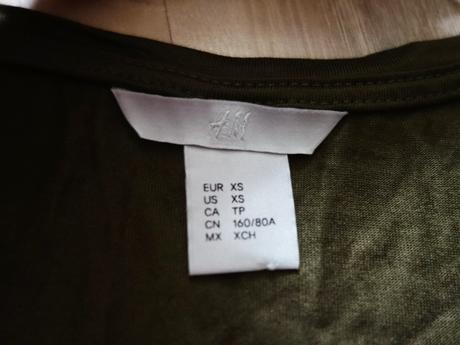 H&M
EUR XS
US XS
CA TP
CN 160/80A
MX XCH